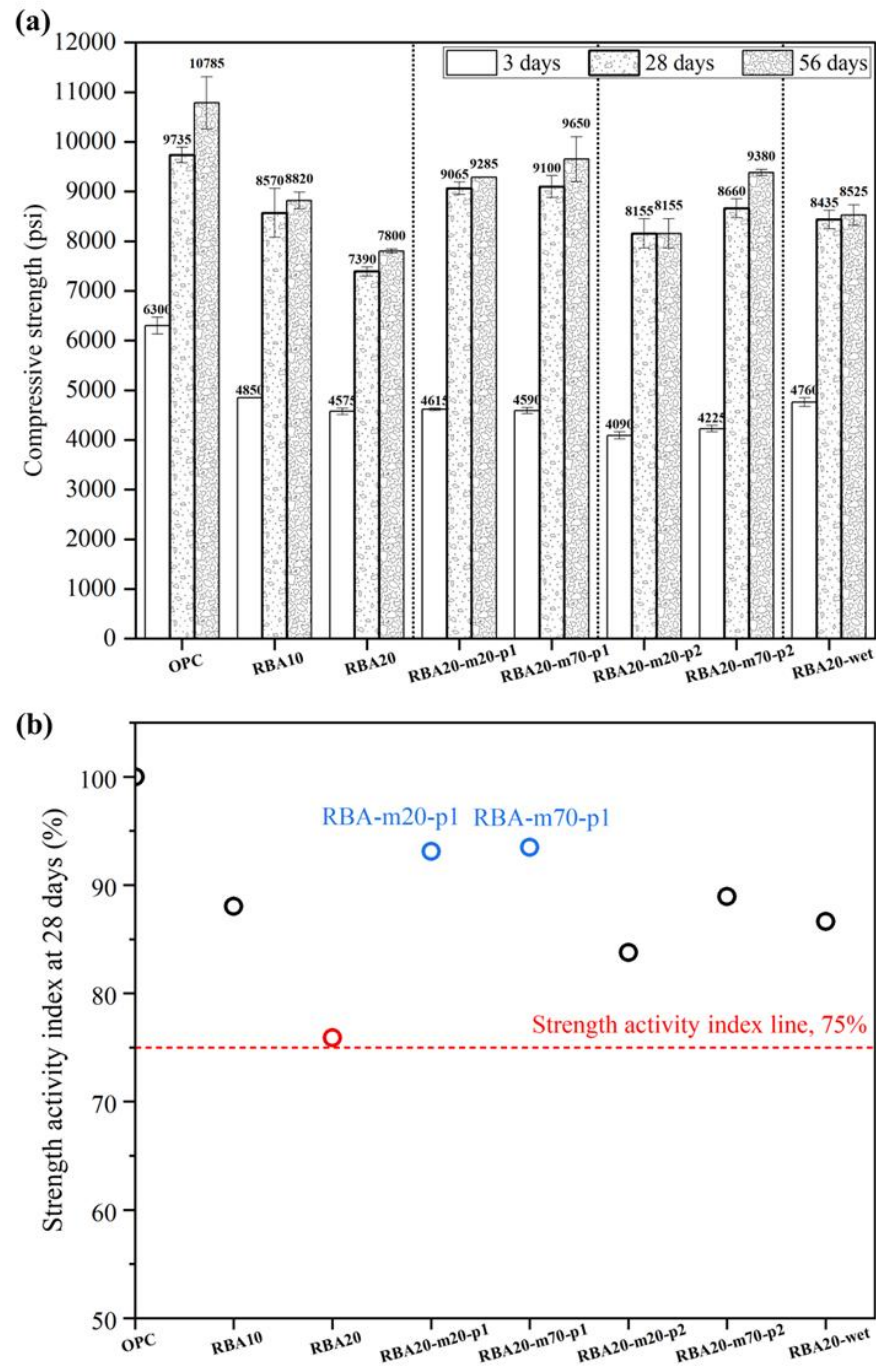 (a)
12000
11000
10000
9000
8000
7000
6000
5000
4000
3000
2000
1000
0
Compressive strength (psi)
3 days 28 days 56 days
6300 9735 10785
4850 8570 8820
4575 7390 7800
4615 9065 9285
4590 9100 9650
4090 8155 8155
4225 8660 9380
4760 8435 8525
OPC RBA10 RBA20 RBA20-m20-p1 RBA20-m70-p1 RBA20-m20-p2 RBA20-m70-p2 RBA20-wet
(b)
100
90
80
70
60
50
Strength activity index at 28 days (%)
RBA-m20-p1 RBA-m70-p1
Strength activity index line, 75%
OPC RBA10 RBA20 RBA20-m20-p1 RBA20-m70-p1 RBA20-m20-p2 RBA20-m70-p2 RBA20-wet